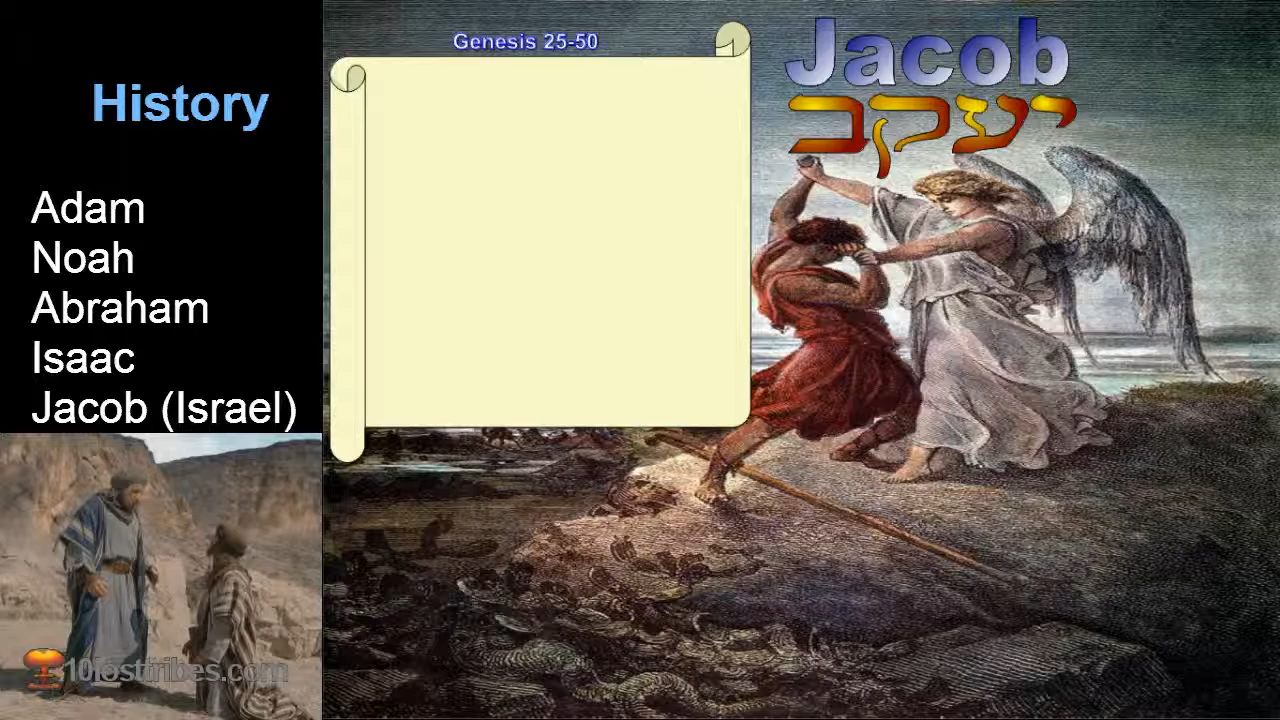 History
Adam
Noah
Abraham
Isaac
Jacob (Israel)
10losttribes.com
Genesis 25-50
Jacob
יעקב